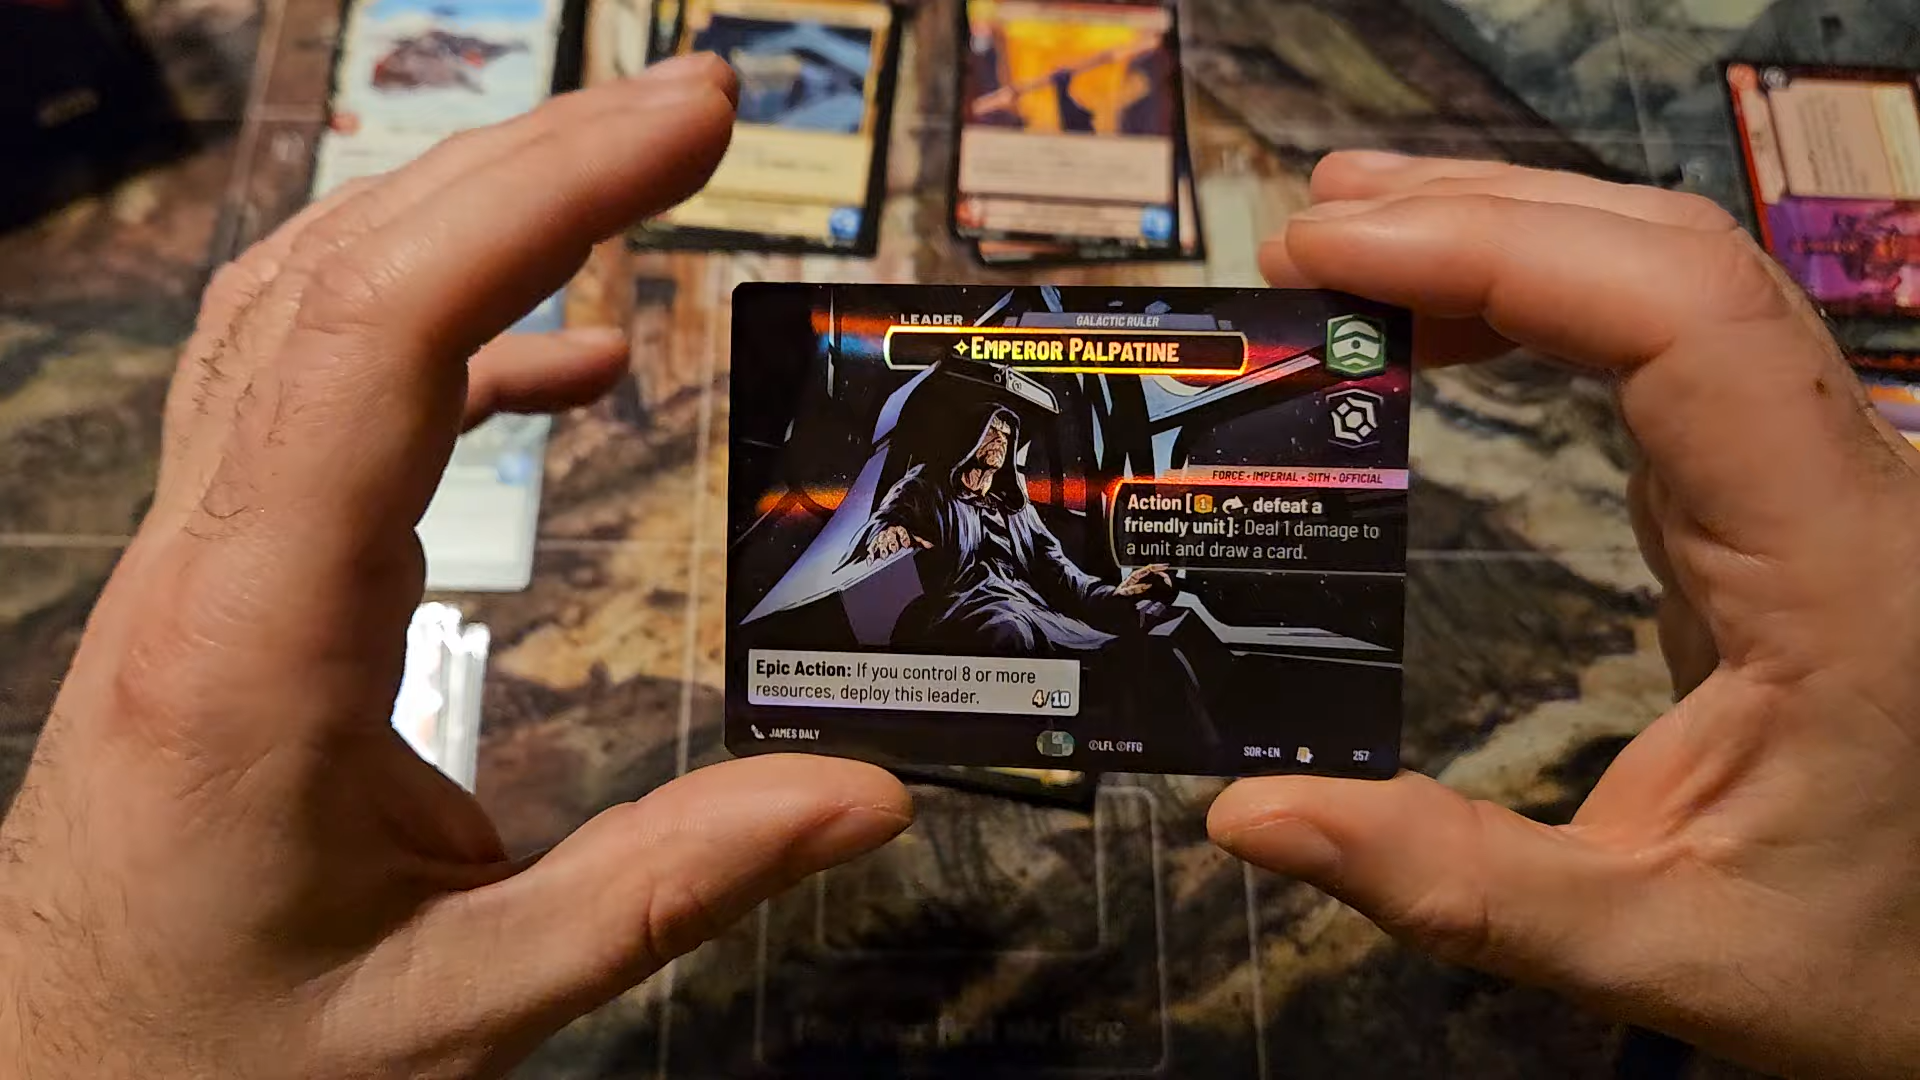 LEADER
GALACTIC RULER
EMPEROR PALPATINE
FORCE • IMPERIAL • SITH • OFFICIAL
Action [1, , defeat a
friendly unit]: Deal 1 damage to
a unit and draw a card.
Epic Action: If you control 8 or more
resources, deploy this leader.
4/10
JAMES DALY
©LFL ©FFG
SOR • EN
257